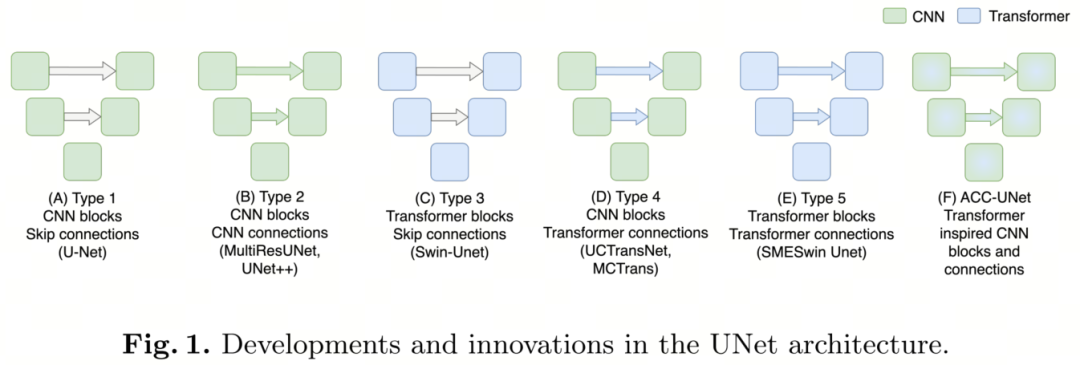 CNN Transformer
(A) Type 1
CNN blocks
Skip connections
(U-Net)
(B) Type 2
CNN blocks
CNN connections
(MultiResUNet,
UNet++)
(C) Type 3
Transformer blocks
Skip connections
(Swin-Unet)
(D) Type 4
CNN blocks
Transformer connections
(UCTransNet,
MCTrans)
(E) Type 5
Transformer blocks
Transformer connections
(SMESwin Unet)
(F) ACC-UNet
Transformer
inspired CNN
blocks and
connections
Fig. 1. Developments and innovations in the UNet architecture.